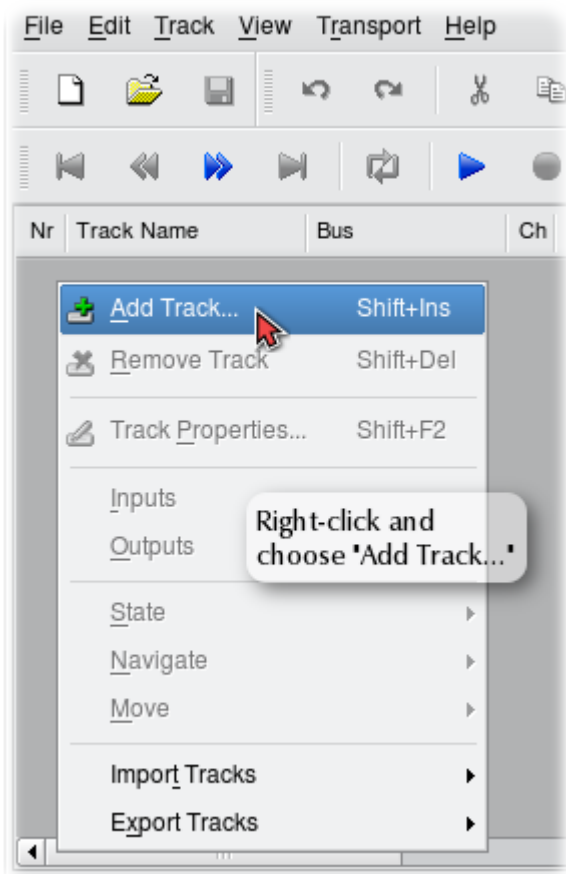 File Edit Track View Transport Help
Nr Track Name Bus Ch
Add Track... Shift+Ins
Remove Track Shift+Del
Track Properties... Shift+F2
Inputs
Outputs
Right-click and
choose "Add Track..."
State
Navigate
Move
Import Tracks
Export Tracks